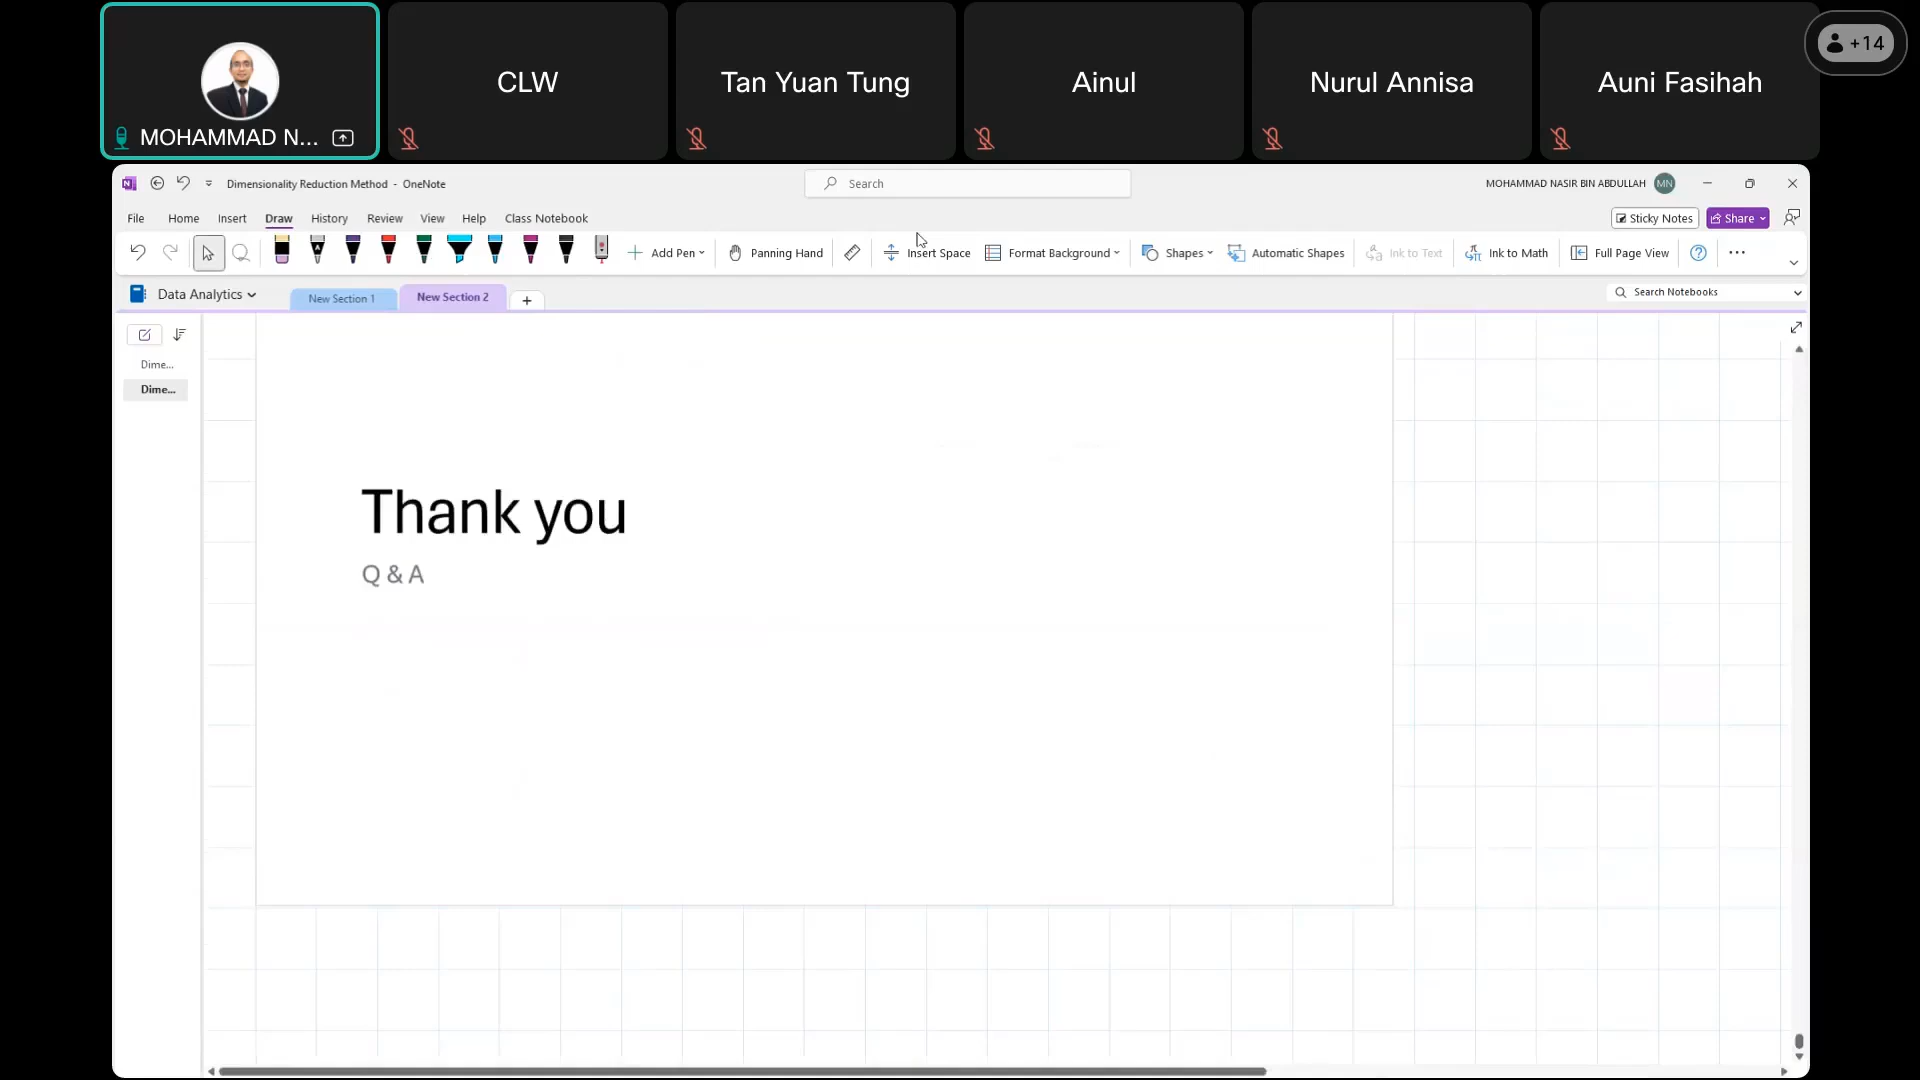 CLW
Tan Yuan Tung
Ainul
Nurul Annisa
Auni Fasihah
+14
MOHAMMAD N...
Dimensionality Reduction Method - OneNote
Search
MOHAMMAD NASIR BIN ABDULLAH
MN
File Home Insert Draw History Review View Help Class Notebook
Sticky Notes
Share
Add Pen
Panning Hand
Insert Space
Format Background
Shapes
Automatic Shapes
Ink to Text
Ink to Math
Full Page View
Data Analytics
New Section 1
New Section 2
+
Search Notebooks
Dime...
Dime...
Thank you
Q & A